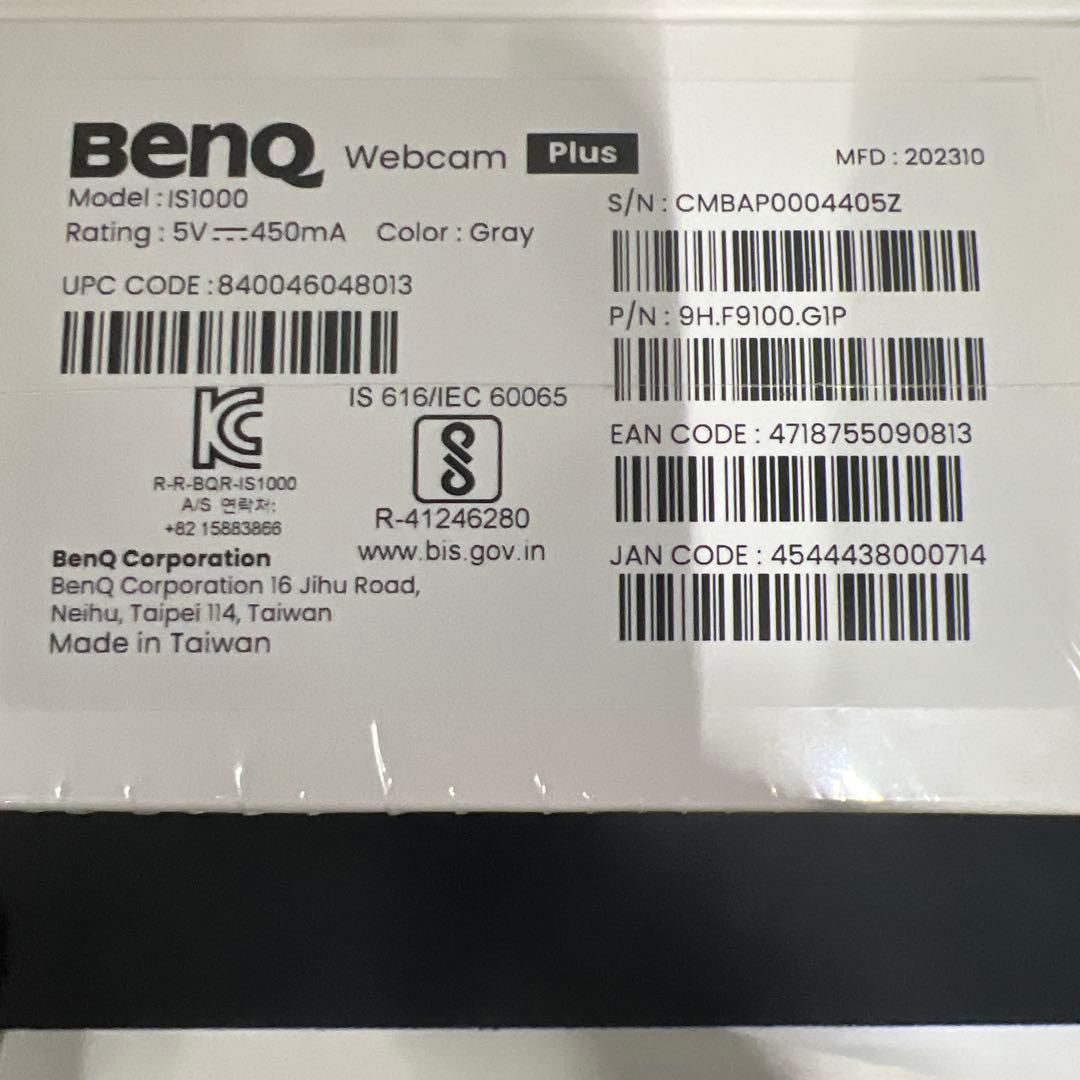 BenQ Webcam Plus
MFD : 202310
Model : IS1000
Rating : 5V⎓450mA Color : Gray
UPC CODE : 840046048013
S/N : CMBAP0004405Z
P/N : 9H.F9100.G1P
EAN CODE : 4718755090813
JAN CODE : 4544438000714
R-R-BQR-IS1000
A/S 연락처:
+82 15883866
IS 616/IEC 60065
R-41246280
www.bis.gov.in
BenQ Corporation
BenQ Corporation 16 Jihu Road,
Neihu, Taipei 114, Taiwan
Made in Taiwan